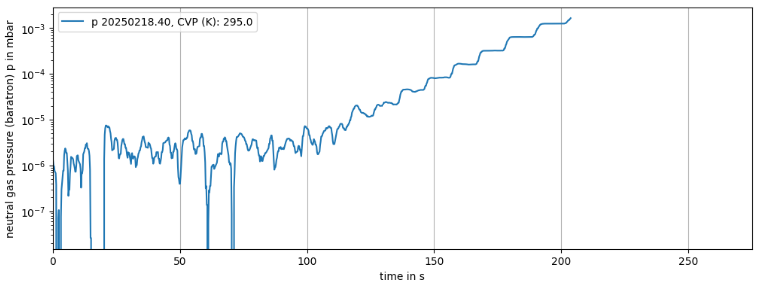 p 20250218.40, CVP (K): 295.0
neutral gas pressure (baratron) p in mbar
10⁻³
10⁻⁴
10⁻⁵
10⁻⁶
10⁻⁷
0 50 100 150 200 250
time in s